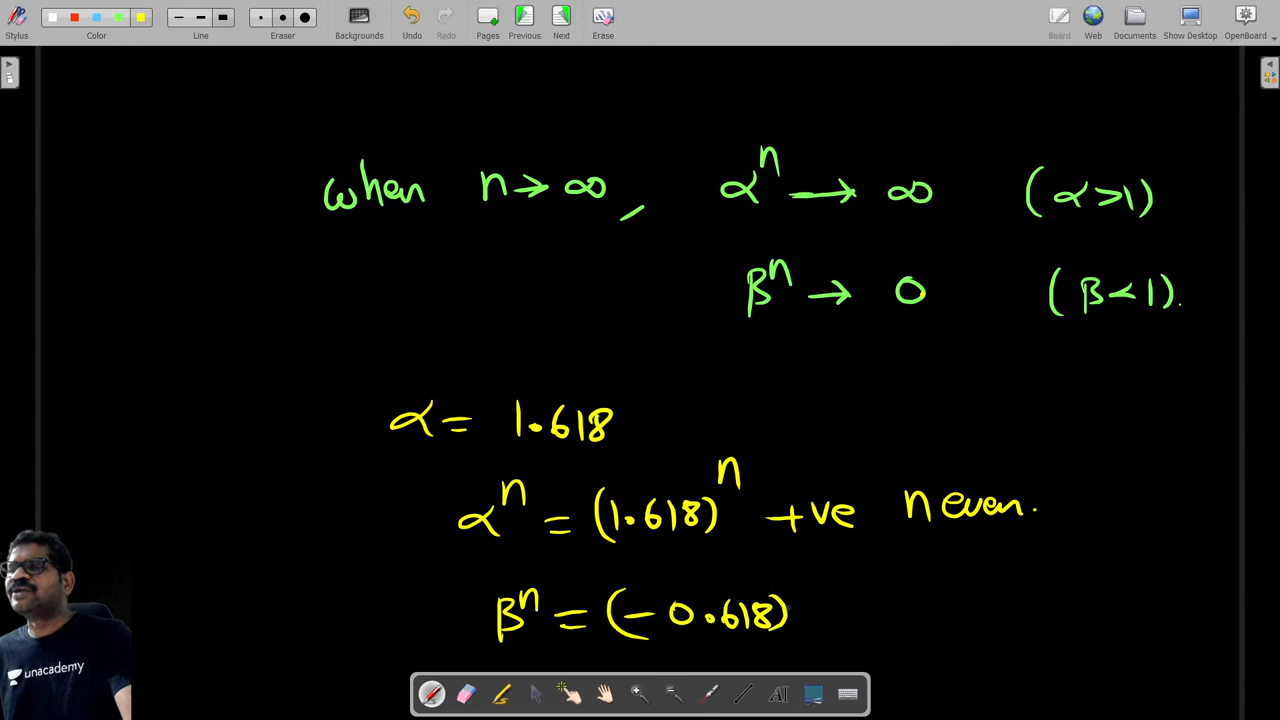 Stylus Color Line Eraser Backgrounds Undo Redo Pages Previous Next Erase Board Web Documents Show Desktop OpenBoard
when n → ∞, αⁿ → ∞ (α>1)
βⁿ → 0 (β<1).
α = 1.618
αⁿ = (1.618)ⁿ +ve n even.
βⁿ = (-0.618)
unacademy